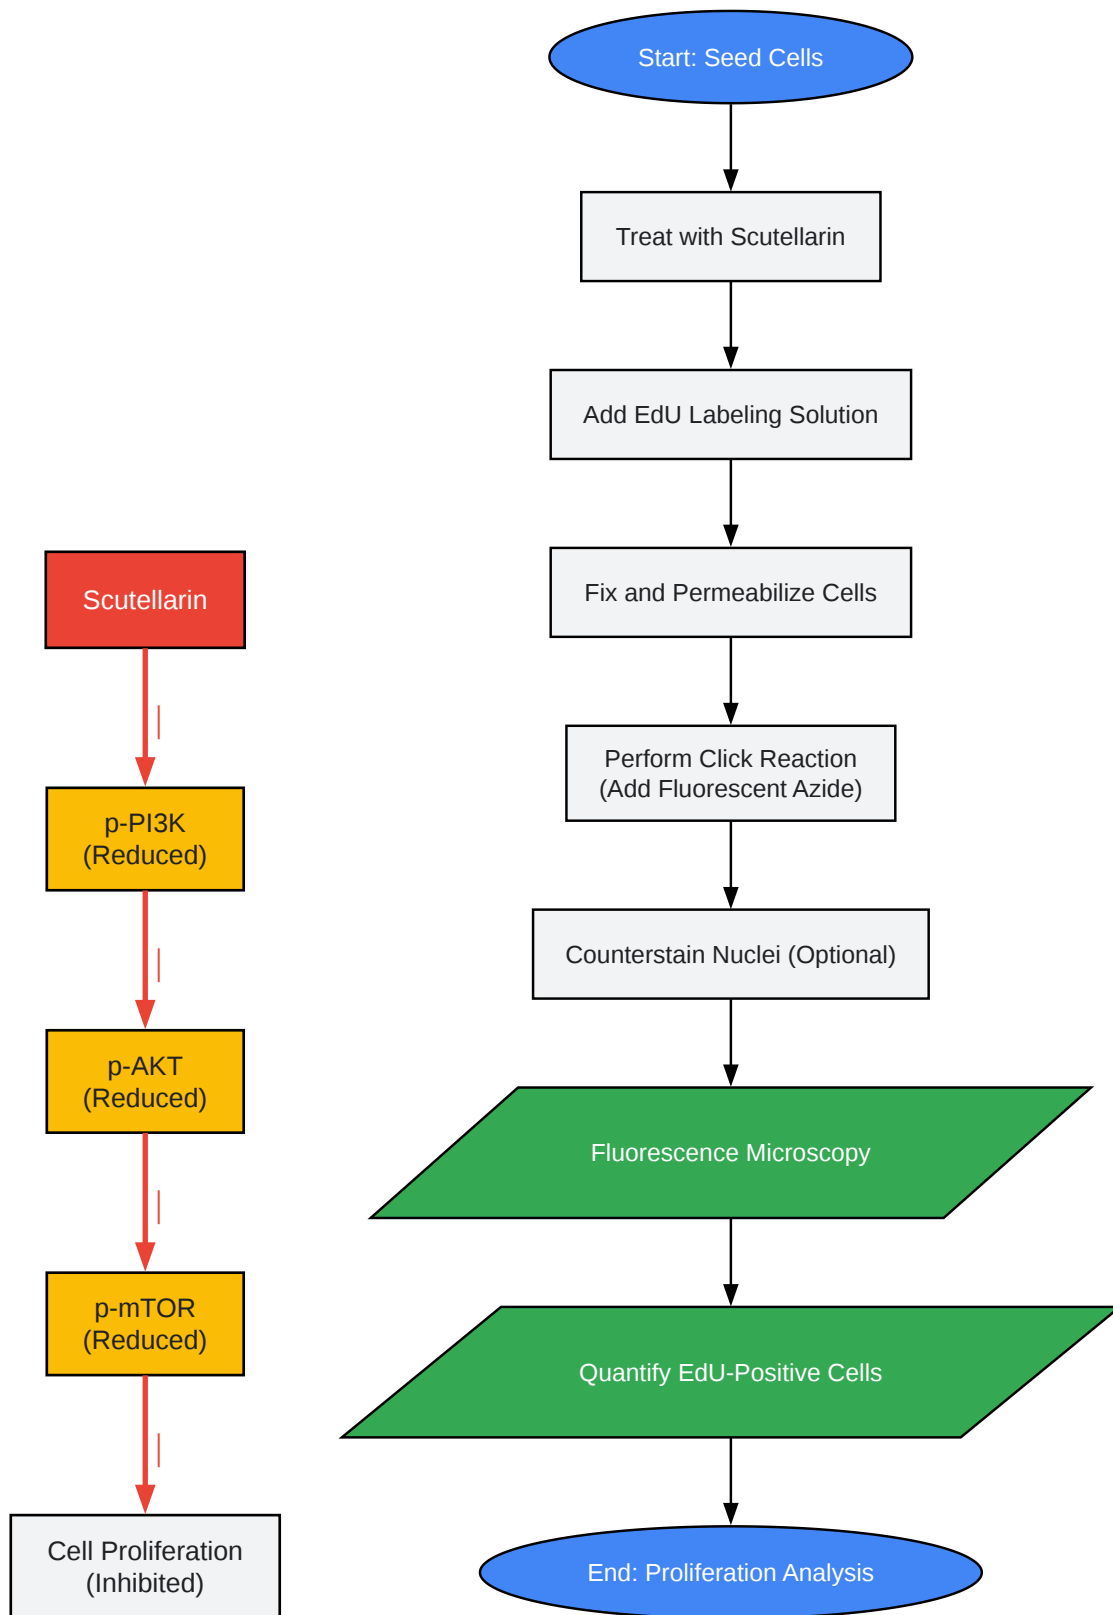 Start: Seed Cells
Treat with Scutellarin
Add EdU Labeling Solution
Fix and Permeabilize Cells
Perform Click Reaction
(Add Fluorescent Azide)
Counterstain Nuclei (Optional)
Fluorescence Microscopy
Quantify EdU-Positive Cells
End: Proliferation Analysis
Scutellarin
|
p-PI3K
(Reduced)
|
p-AKT
(Reduced)
|
p-mTOR
(Reduced)
|
Cell Proliferation
(Inhibited)